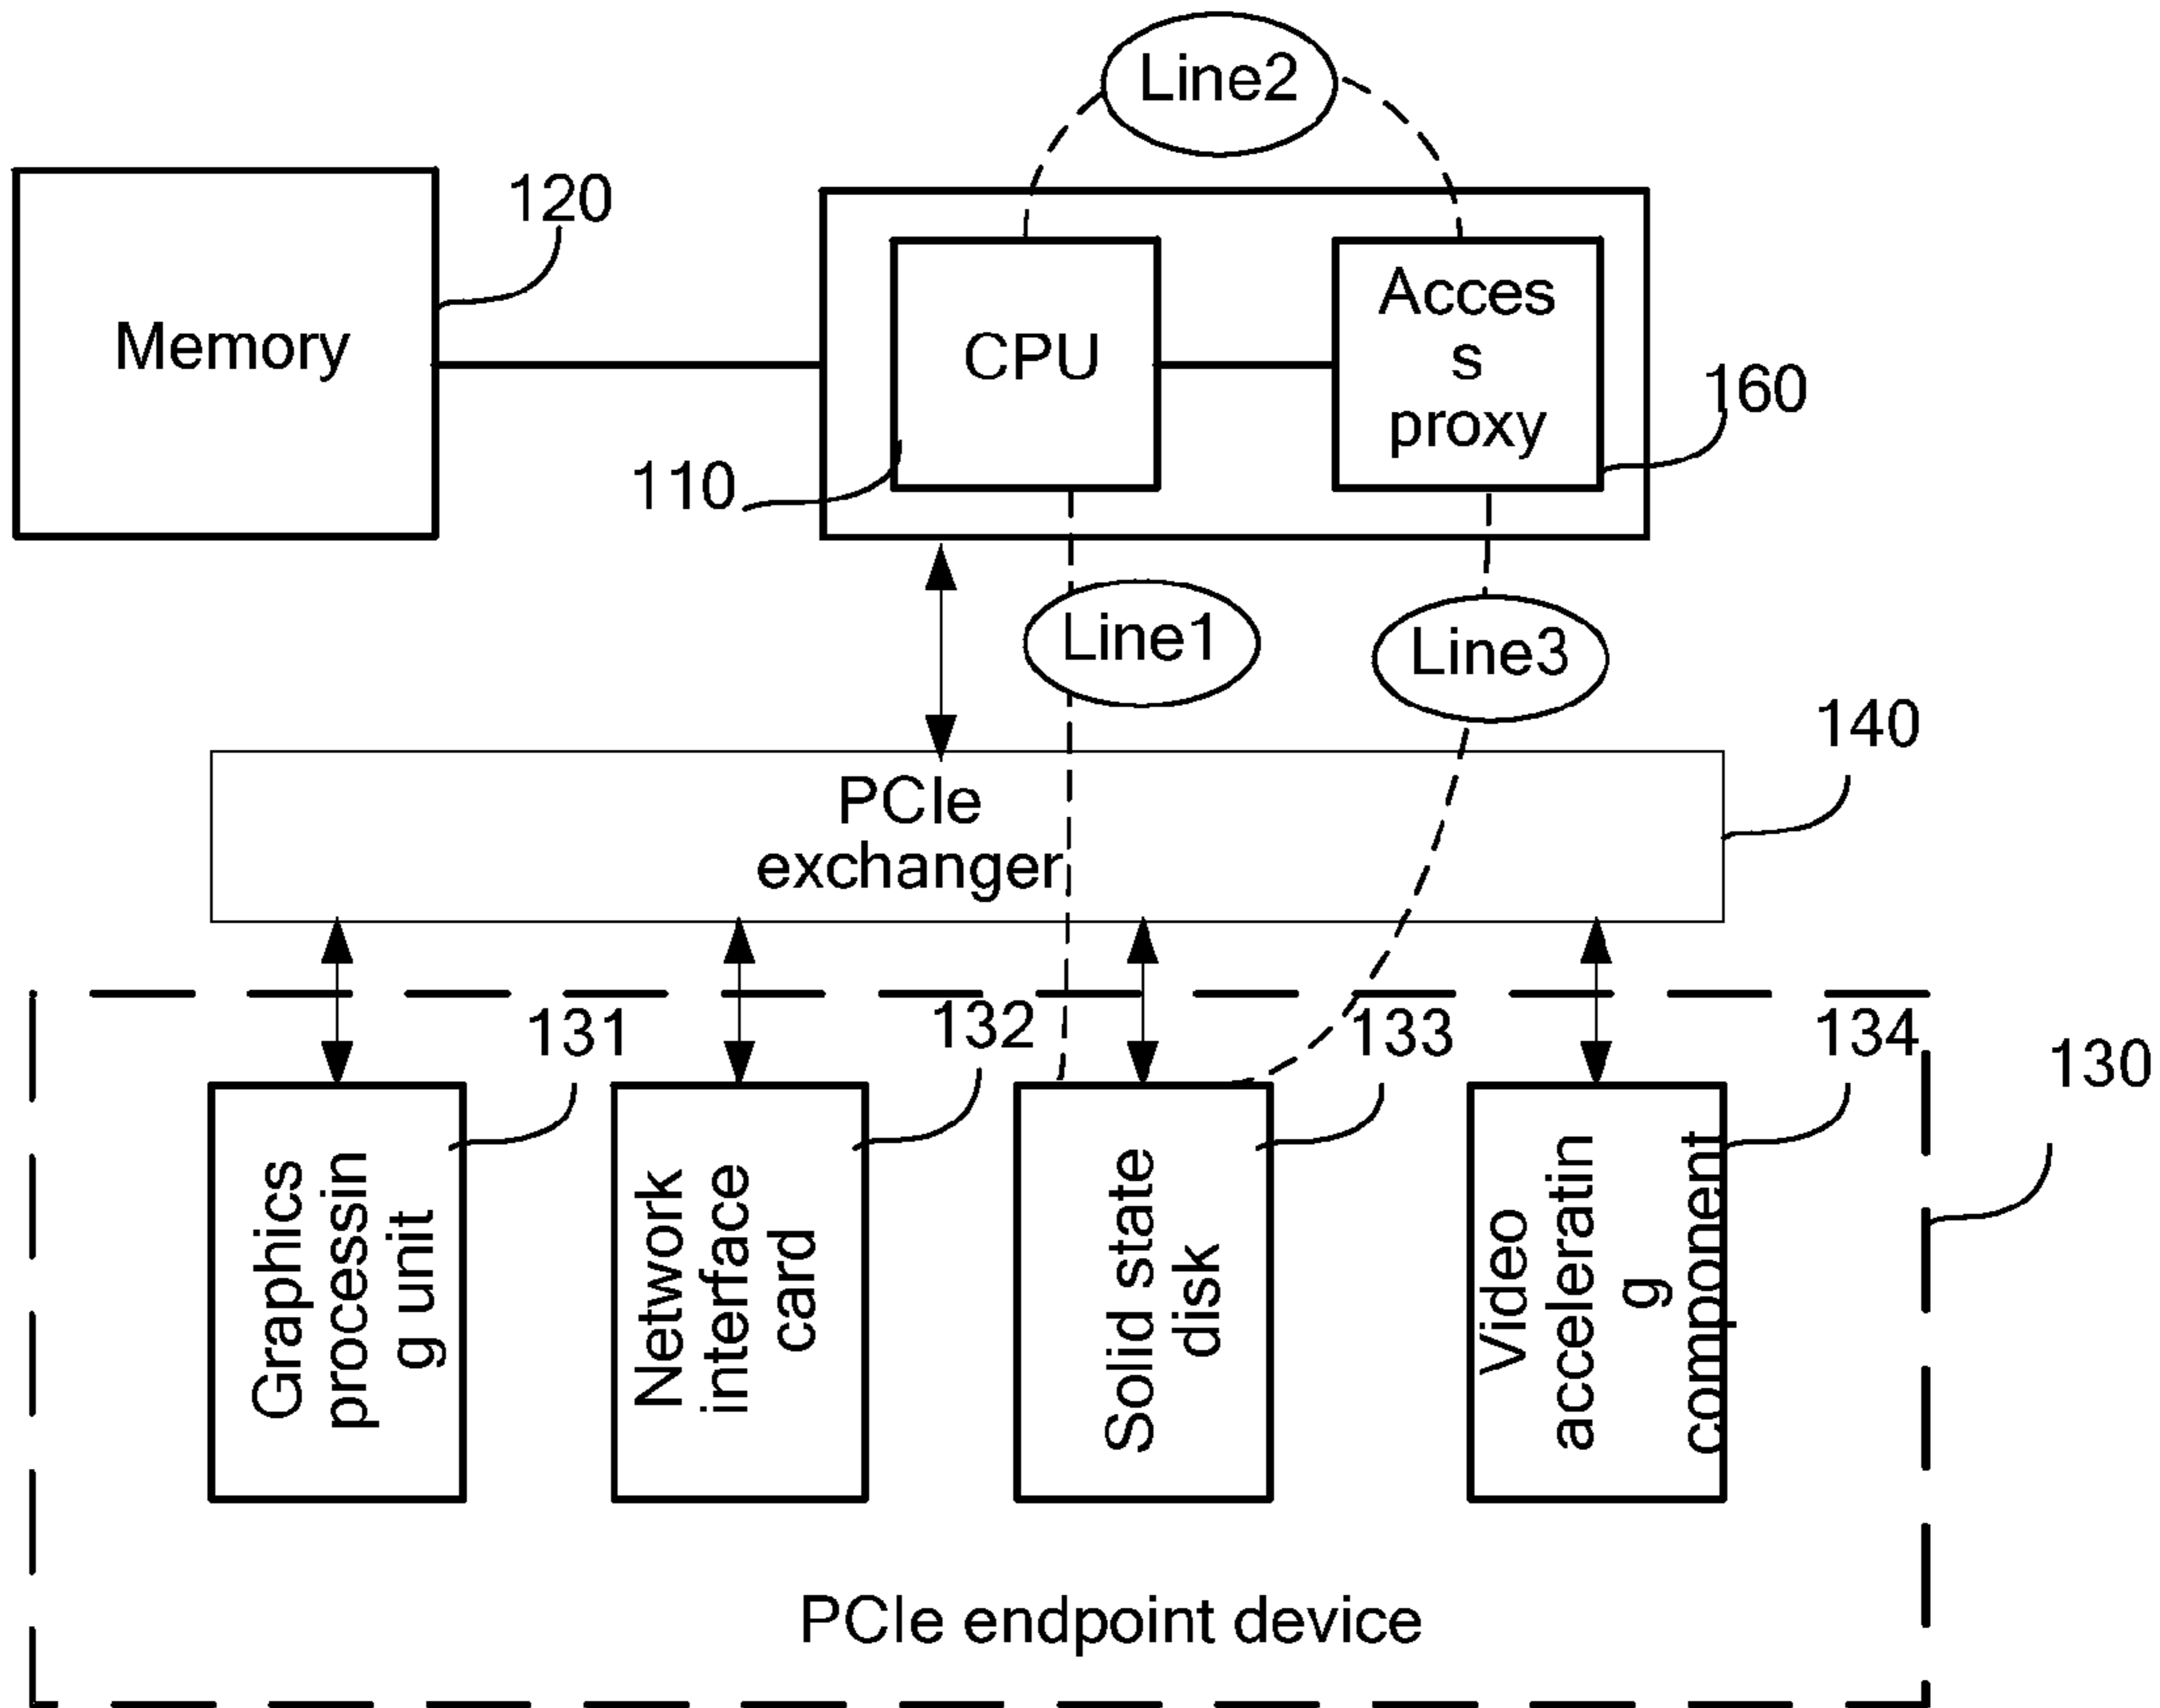 Line2
120
Memory
CPU
Acces
s
proxy
160
110
Line1
Line3
140
PCIe
exchanger
131
132
133
134
130
Graphics
processin
g unit
Network
interface
card
Solid state
disk
Video
acceleratin
g
component
PCIe endpoint device